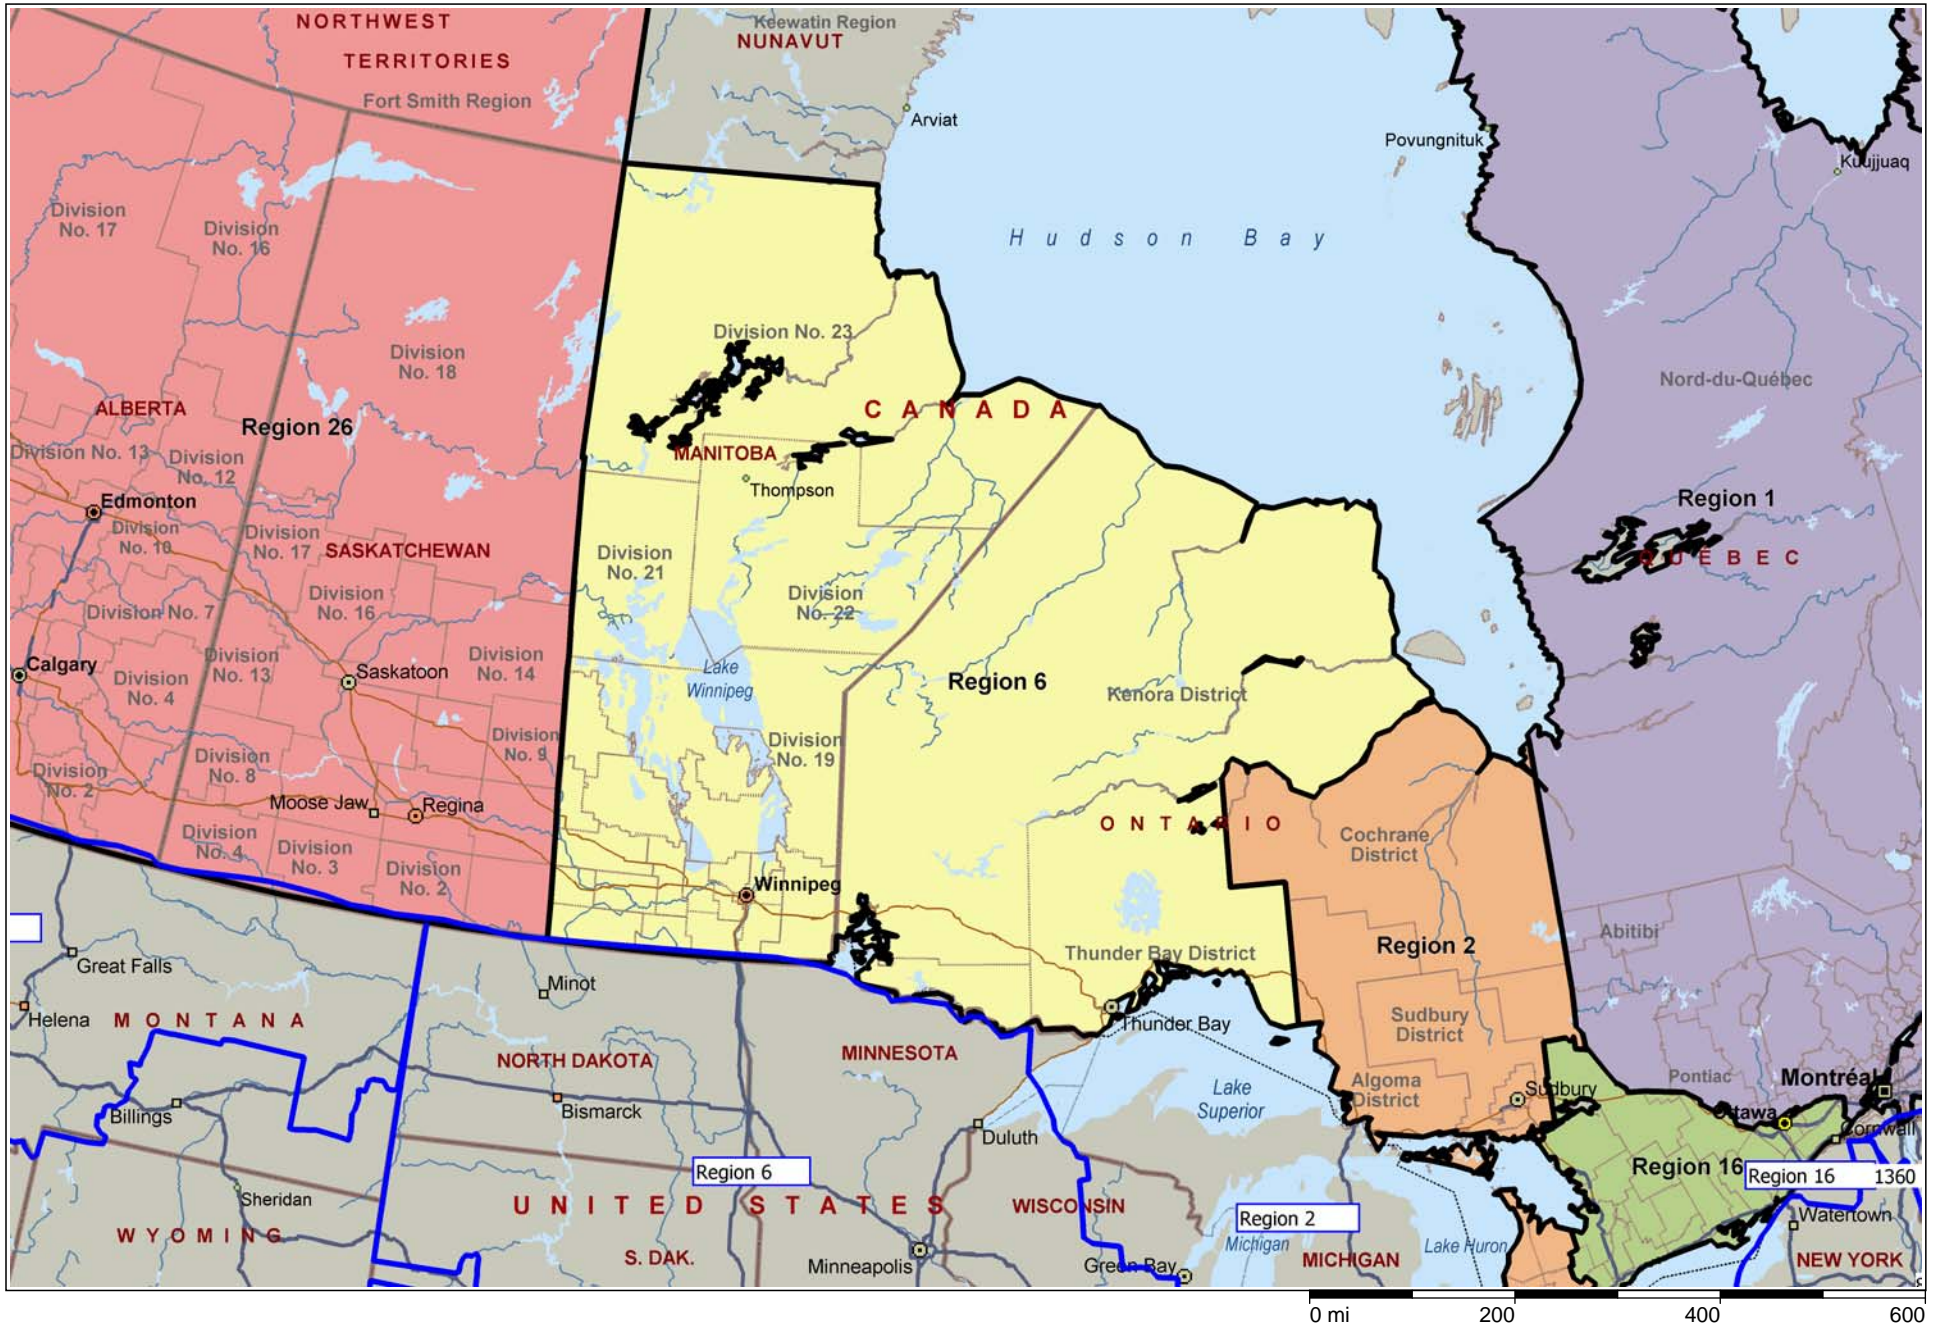 NORTHWEST
TERRITORIES
Fort Smith Region
Keewatin Region
NUNAVUT
Arviat
Povungnituk
Kuujjuaq
Hudson Bay
Division
No. 17
Division
No. 16
Division
No. 18
Division No. 23
Nord-du-Québec
ALBERTA
Region 26
CANADA
MANITOBA
Thompson
Division No. 13
Division
No. 12
Edmonton
Division
No. 10
Division
No. 17
SASKATCHEWAN
Region 1
QUÉBEC
Division
No. 21
Division
No. 22
Division No. 7
Division
No. 16
Calgary
Division
No. 4
Division
No. 13
Saskatoon
Division
No. 14
Lake
Winnipeg
Region 6
Kenora District
Division
No. 9
Division
No. 19
Division
No. 8
Division
No. 2
Moose Jaw
Regina
ONTARIO
Cochrane
District
Division
No. 4
Division
No. 3
Division
No. 2
Winnipeg
Abitibi
Region 2
Thunder Bay District
Great Falls
Minot
Helena
MONTANA
Thunder Bay
Sudbury
District
NORTH DAKOTA
MINNESOTA
Lake
Superior
Algoma
District
Sudbury
Pontiac
Montréal
Billings
Bismarck
Duluth
Ottawa
Cornwall
Region 6
Region 16
Region 16
1360
Sheridan
UNITED STATES
WISCONSIN
Region 2
Watertown
WYOMING
S. DAK.
Minneapolis
Green Bay
Michigan
MICHIGAN
Lake Huron
NEW YORK
0 mi 200 400 600